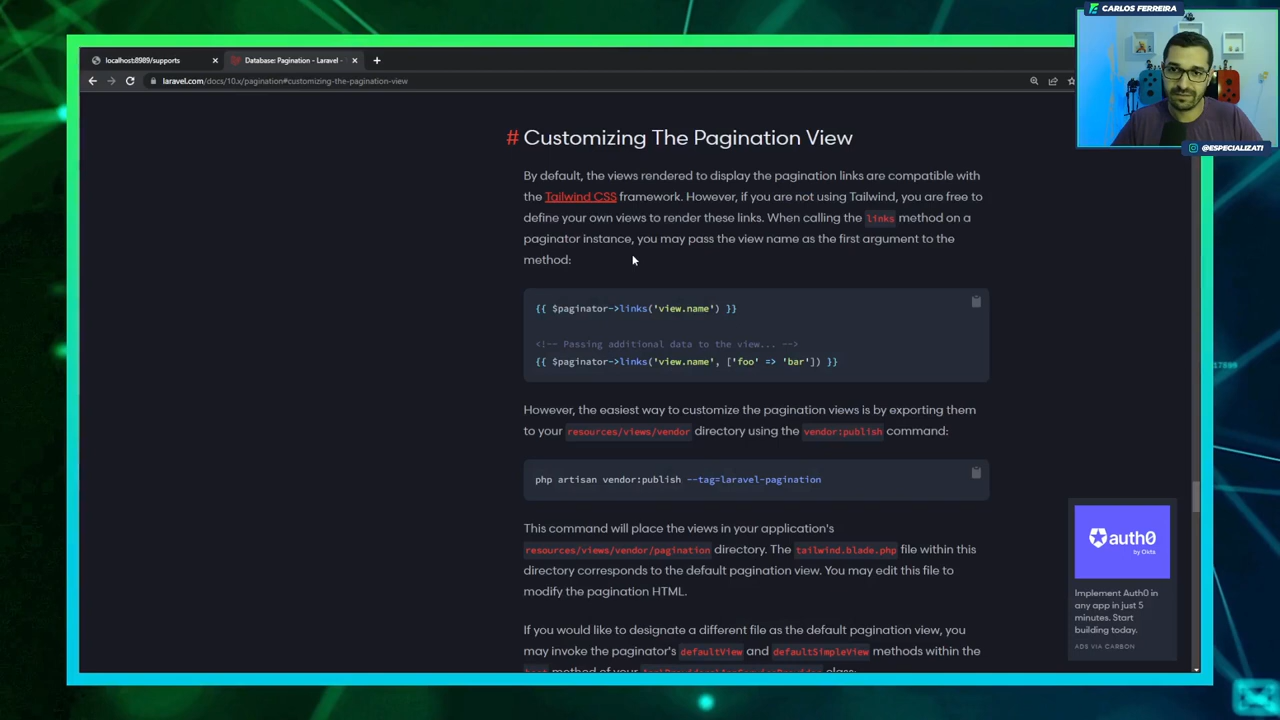 CARLOS FERREIRA
@ESPECIALIZATI
localhost:8989/supports
Database: Pagination - Laravel -
laravel.com/docs/10.x/pagination#customizing-the-pagination-view
# Customizing The Pagination View
By default, the views rendered to display the pagination links are compatible with
the Tailwind CSS framework. However, if you are not using Tailwind, you are free to
define your own views to render these links. When calling the links method on a
paginator instance, you may pass the view name as the first argument to the
method:
{{ $paginator->links('view.name') }}
<!-- Passing additional data to the view... -->
{{ $paginator->links('view.name', ['foo' => 'bar']) }}
However, the easiest way to customize the pagination views is by exporting them
to your resources/views/vendor directory using the vendor:publish command:
php artisan vendor:publish --tag=laravel-pagination
This command will place the views in your application's
resources/views/vendor/pagination directory. The tailwind.blade.php file within this
directory corresponds to the default pagination view. You may edit this file to
modify the pagination HTML.
If you would like to designate a different file as the default pagination view, you
may invoke the paginator's defaultView and defaultSimpleView methods within the
method of your class:
auth0
by Okta
Implement Auth0 in
any app in just 5
minutes. Start
building today.
ADS VIA CARBON